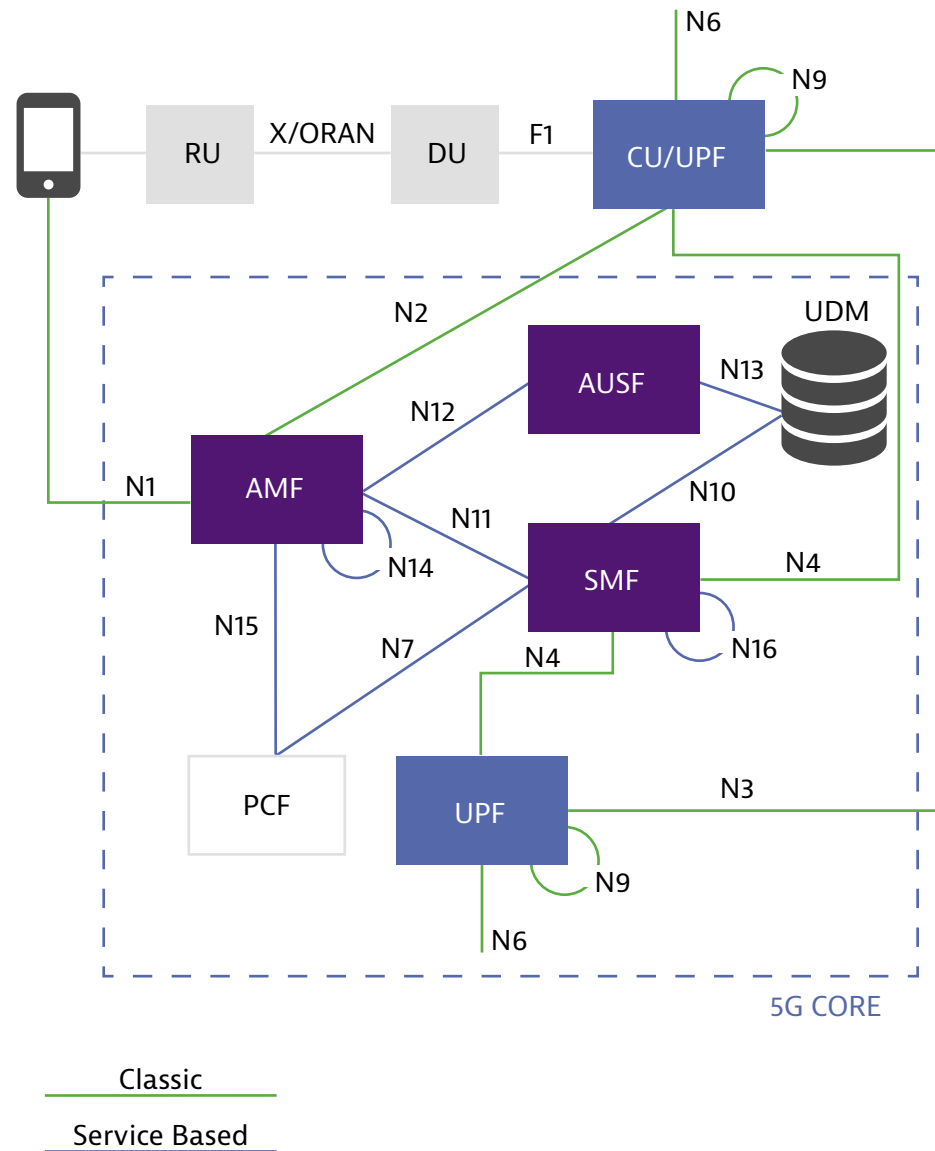 N6
N9
X/ORAN
F1
RU
DU
CU/UPF
N2
UDM
N13
AUSF
N12
N1
AMF
N10
N11
N14
SMF
N4
N15
N7
N16
N4
PCF
UPF
N3
N9
N6
5G CORE
Classic
Service Based